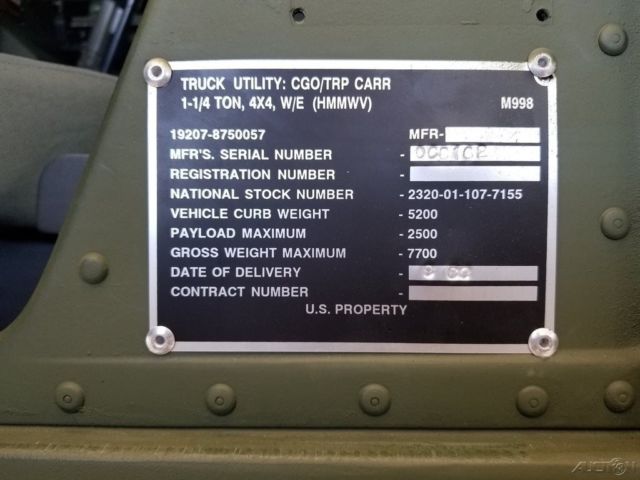 TRUCK UTILITY: CGO/TRP CARR
1-1/4 TON, 4X4, W/E (HMMWV) M998
19207-8750057 MFR-
MFR'S. SERIAL NUMBER -
REGISTRATION NUMBER -
NATIONAL STOCK NUMBER - 2320-01-107-7155
VEHICLE CURB WEIGHT - 5200
PAYLOAD MAXIMUM - 2500
GROSS WEIGHT MAXIMUM - 7700
DATE OF DELIVERY -
CONTRACT NUMBER -
U.S. PROPERTY